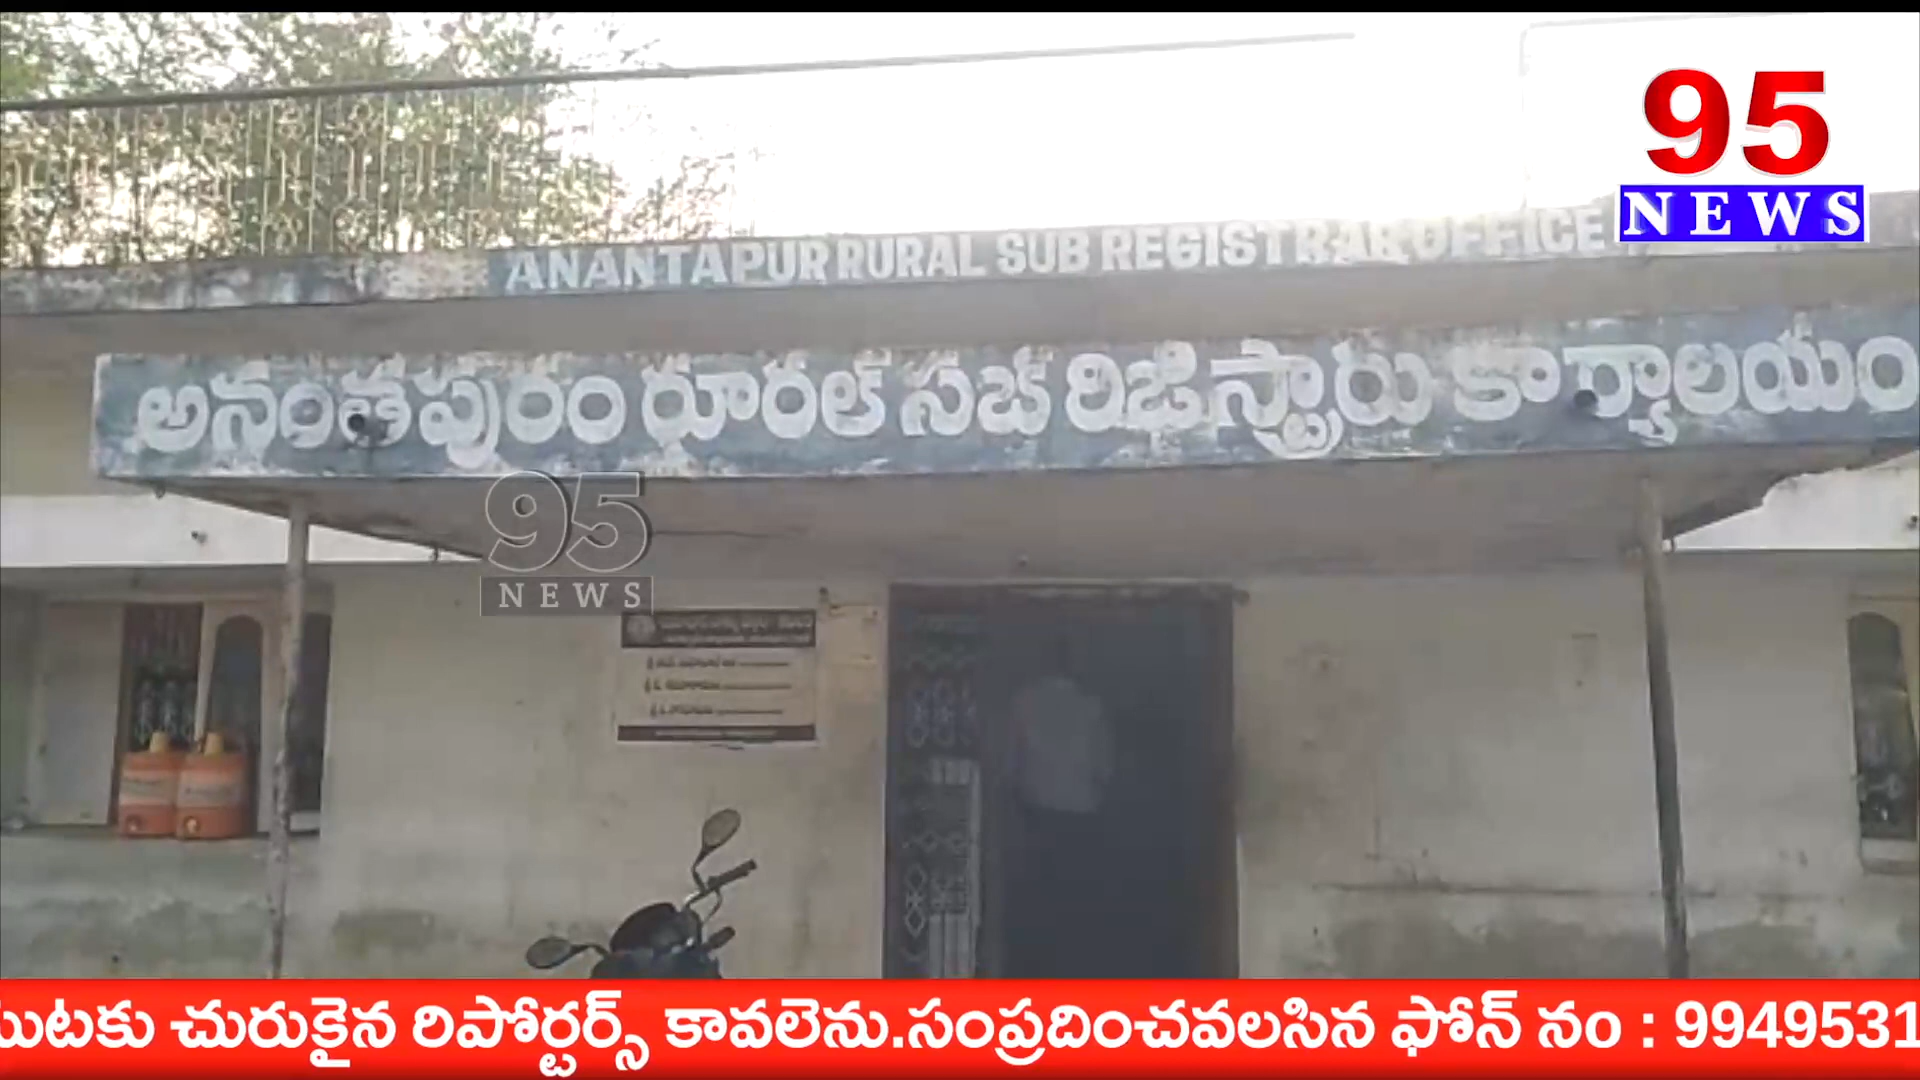 95
NEWS
ANANTAPUR RURAL SUB REGISTRAR OFFICE
అనంతపురం రూరల్ సబ్ రిజిస్ట్రారు కార్యాలయం
95
NEWS
చురుకైన రిపోర్టర్స్ కావలెను.సంప్రదించవలసిన ఫోన్ నం : 9949531